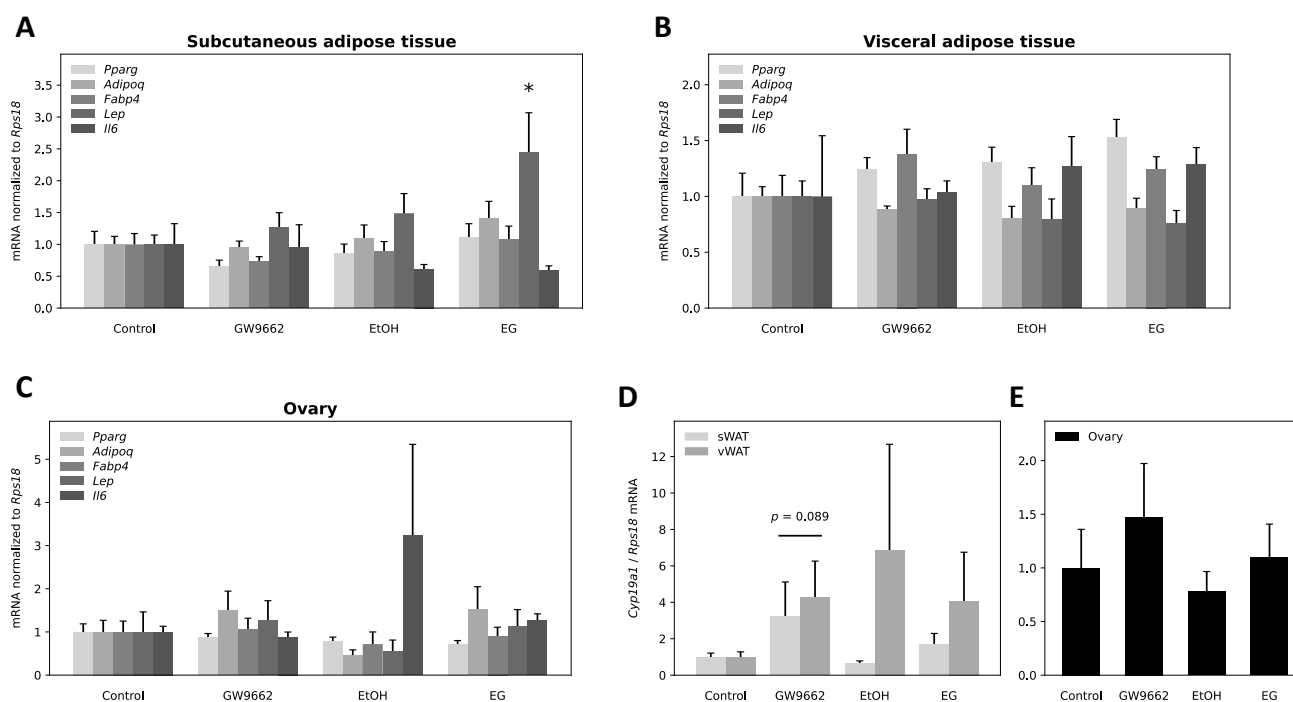 A
Subcutaneous adipose tissue
mRNA normalized to Rps18
3.5
3.0
2.5
2.0
1.5
1.0
0.5
0.0
Pparg
Adipoq
Fabp4
Lep
Il6
*
Control GW9662 EtOH EG
B
Visceral adipose tissue
mRNA normalized to Rps18
2.0
1.5
1.0
0.5
0.0
Pparg
Adipoq
Fabp4
Lep
Il6
Control GW9662 EtOH EG
C
Ovary
mRNA normalized to Rps18
5
4
3
2
1
0
Pparg
Adipoq
Fabp4
Lep
Il6
Control GW9662 EtOH EG
D
Cyp19a1 / Rps18 mRNA
12
10
8
6
4
2
0
sWAT
vWAT
p = 0.089
Control GW9662 EtOH EG
E
Ovary
2.0
1.5
1.0
0.5
0.0
Control GW9662 EtOH EG